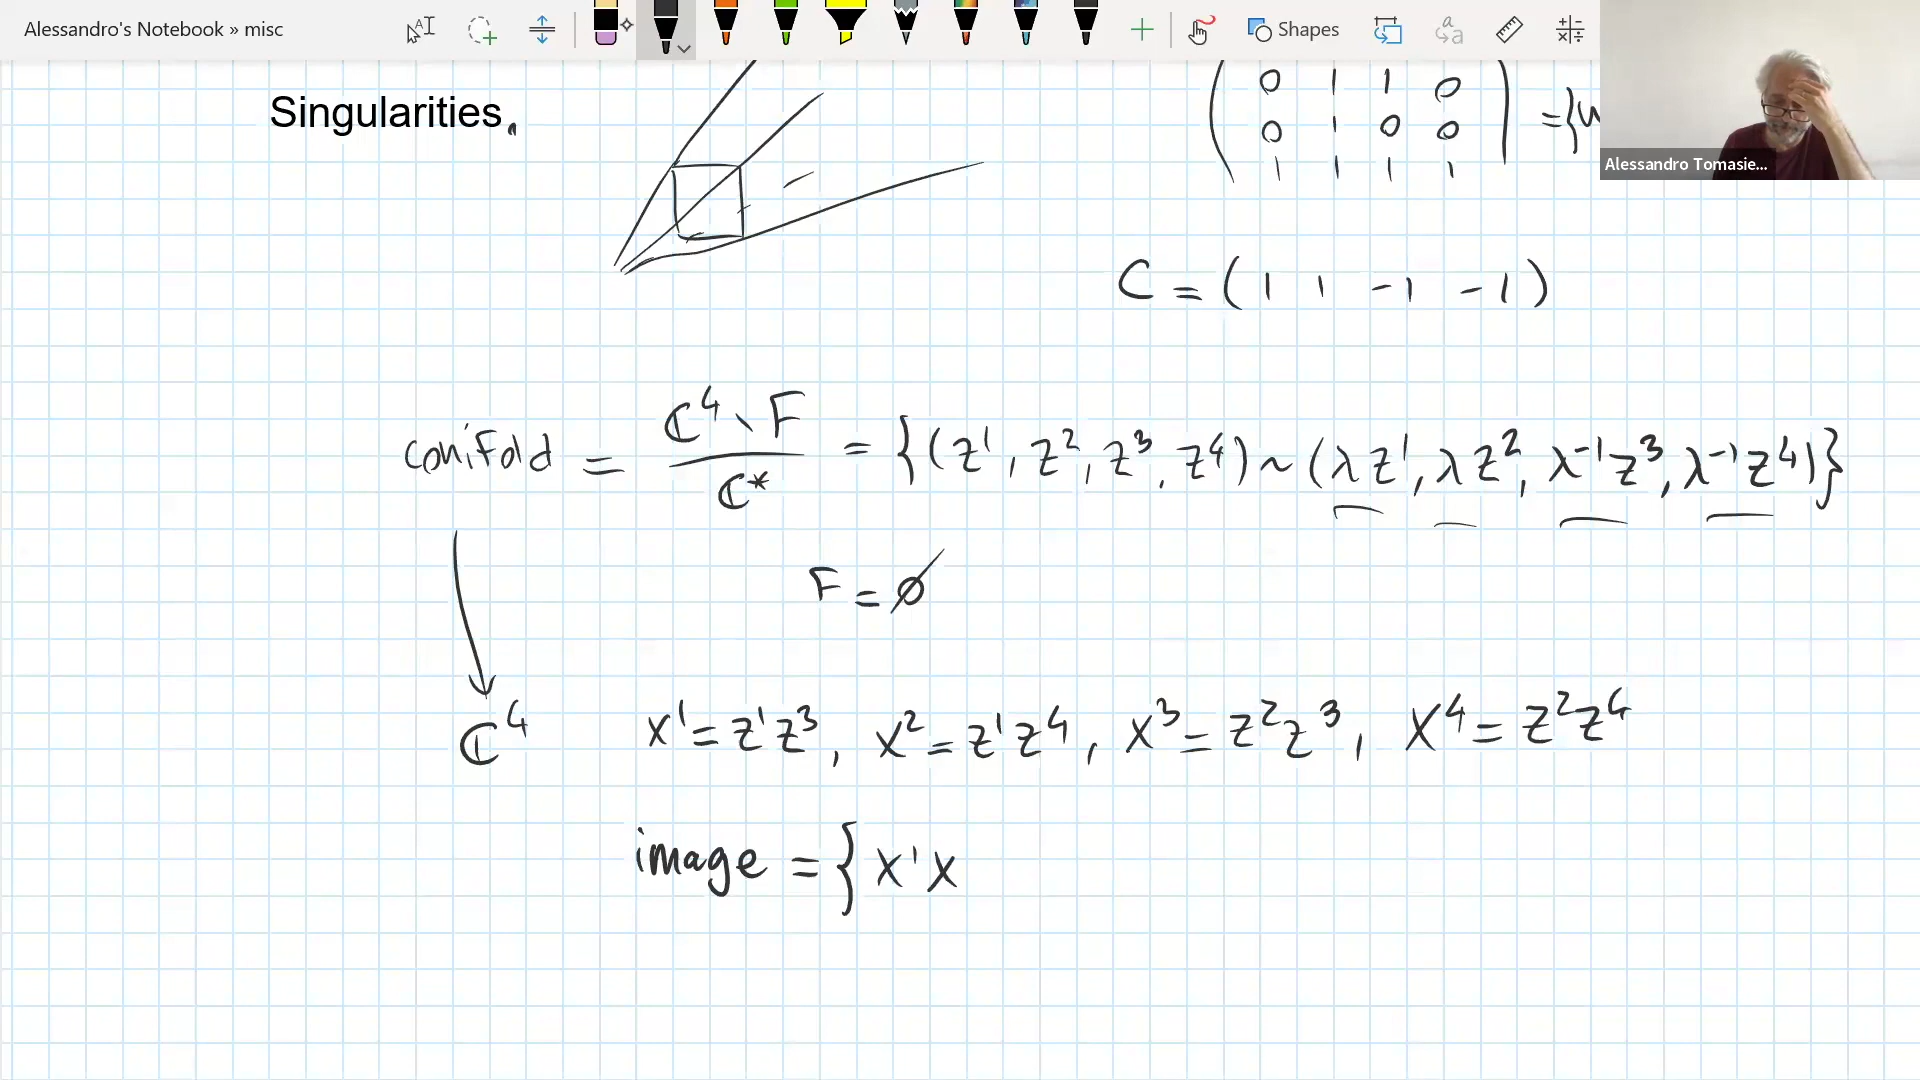 Alessandro's Notebook » misc
Shapes
Alessandro Tomasie...
Singularities.
0 1 1 0
0 1 0 0 ={
1 1 1 1
C = (1 1 -1 -1)
conifold = ℂ⁴∖F / ℂ* = {(z¹, z², z³, z⁴) ~ (λz¹, λz², λ⁻¹z³, λ⁻¹z⁴)}
F = ∅
ℂ⁴ x¹ = z¹z³, x² = z¹z⁴, x³ = z²z³, x⁴ = z²z⁴
image = { x¹x